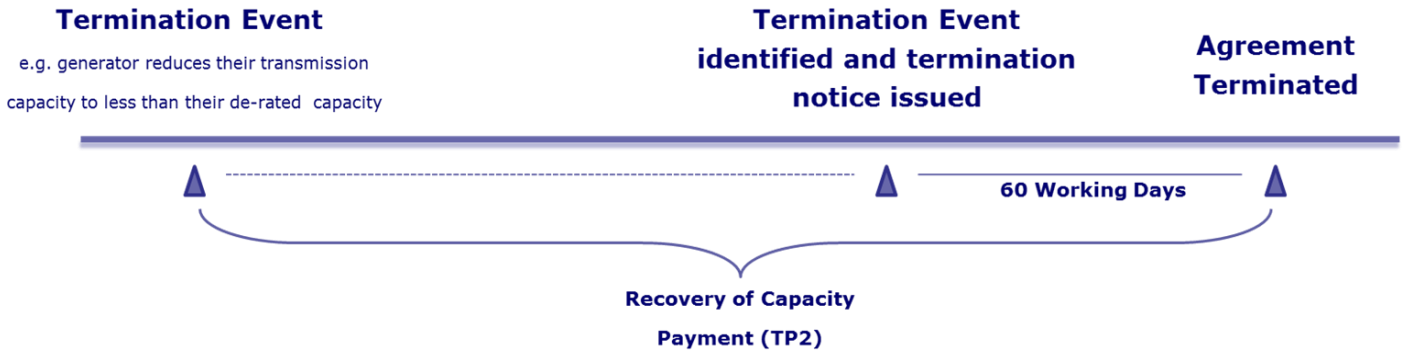 Termination Event
e.g. generator reduces their transmission
capacity to less than their de-rated capacity
Termination Event
identified and termination
notice issued
Agreement
Terminated
60 Working Days
Recovery of Capacity
Payment (TP2)